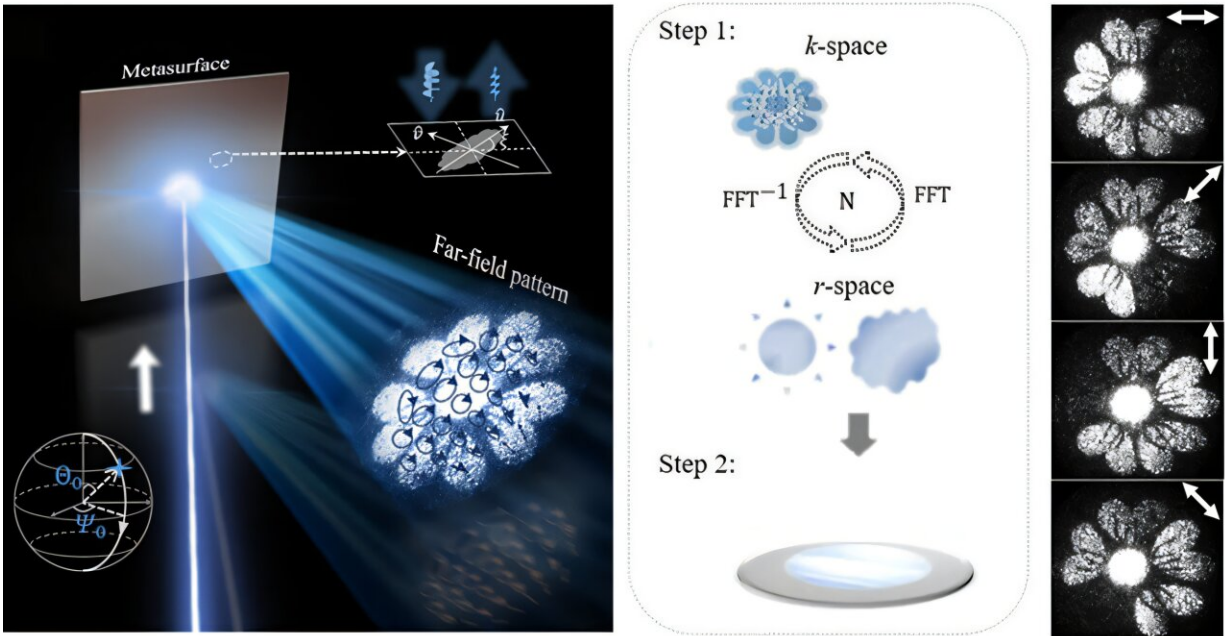 Metasurface
v̂
û
ξ
Far-field pattern
Θ₀
Ψ₀
Step 1:
k-space
FFT⁻¹
N
FFT
r-space
Step 2: